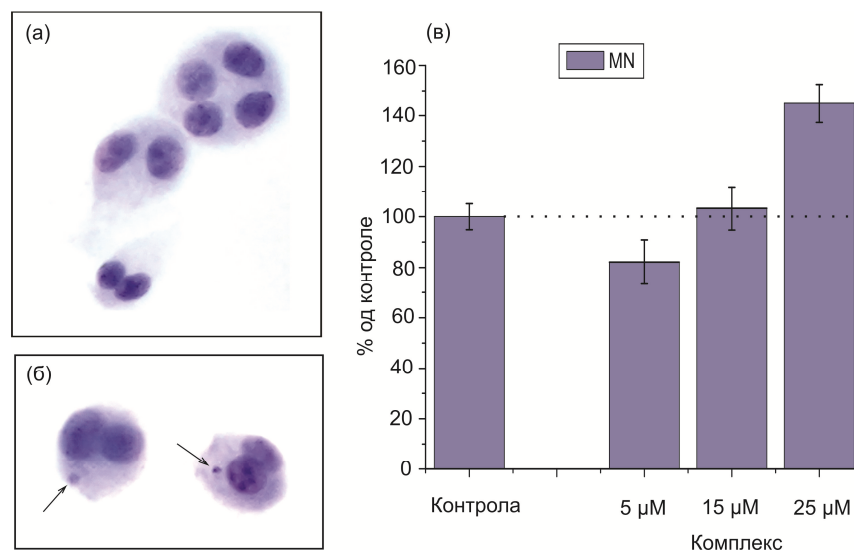 (а)
(б)
(в)
MN
160
140
120
100
80
60
40
20
0
% од контроле
Контрола
5 µM
15 µM
25 µM
Комплекс